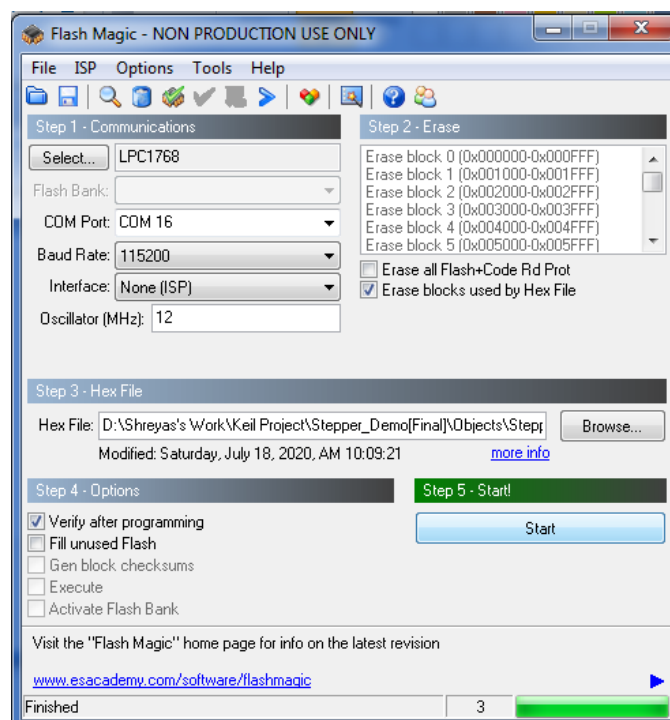 Flash Magic - NON PRODUCTION USE ONLY
File ISP Options Tools Help
Step 1 - Communications
Select... LPC1768
Flash Bank:
COM Port: COM 16
Baud Rate: 115200
Interface: None (ISP)
Oscillator (MHz): 12
Step 2 - Erase
Erase block 0 (0x000000-0x000FFF)
Erase block 1 (0x001000-0x001FFF)
Erase block 2 (0x002000-0x002FFF)
Erase block 3 (0x003000-0x003FFF)
Erase block 4 (0x004000-0x004FFF)
Erase block 5 (0x005000-0x005FFF)
Erase all Flash+Code Rd Prot
Erase blocks used by Hex File
Step 3 - Hex File
Hex File: D:\Shreyas's Work\Keil Project\Stepper_Demo[Final]\Objects\Stepp Browse...
Modified: Saturday, July 18, 2020, AM 10:09:21 more info
Step 4 - Options
Verify after programming
Fill unused Flash
Gen block checksums
Execute
Activate Flash Bank
Step 5 - Start!
Start
Visit the "Flash Magic" home page for info on the latest revision
www.esacademy.com/software/flashmagic
Finished 3